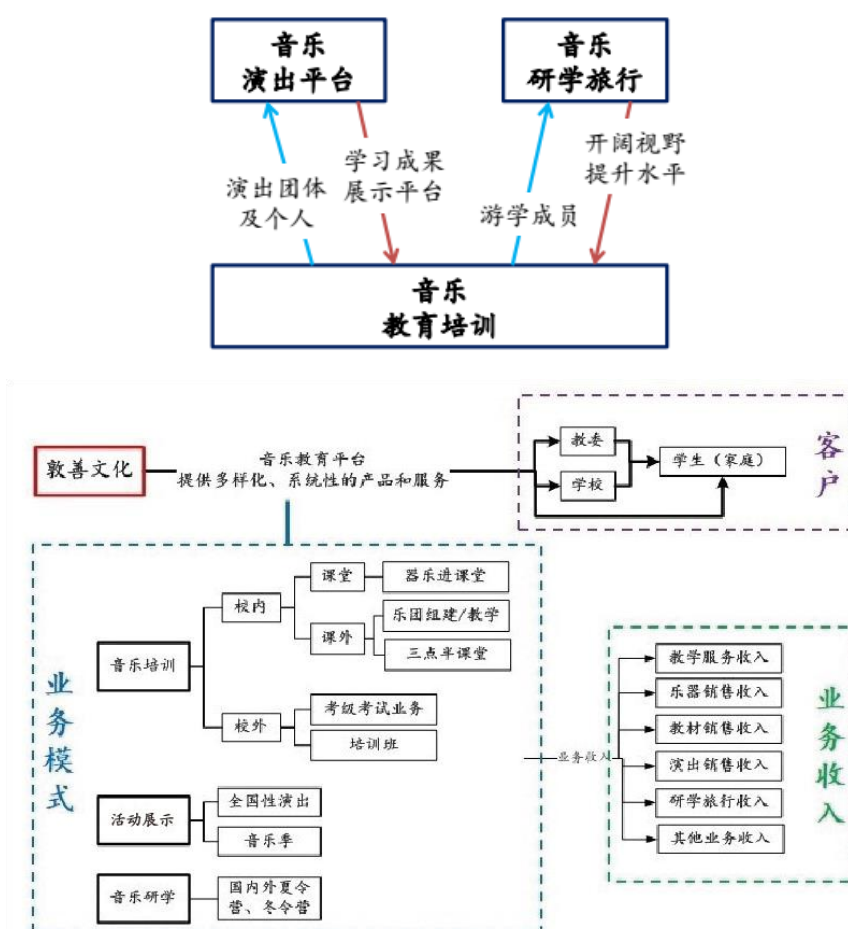 音乐
演出平台
音乐
研学旅行
演出团体
及个人
学习成果
展示平台
游学成员
开阔视野
提升水平
音乐
教育培训
敦善文化
音乐教育平台
提供多样化、系统性的产品和服务
教委
学校
学生（家庭）
客户
业务模式
音乐培训
校内
课堂
器乐进课堂
课外
乐团组建/教学
三点半课堂
校外
考级考试业务
培训班
活动展示
全国性演出
音乐季
音乐研学
国内外夏令
营、冬令营
业务收入
教学服务收入
乐器销售收入
教材销售收入
演出销售收入
研学旅行收入
其他业务收入
业务收入